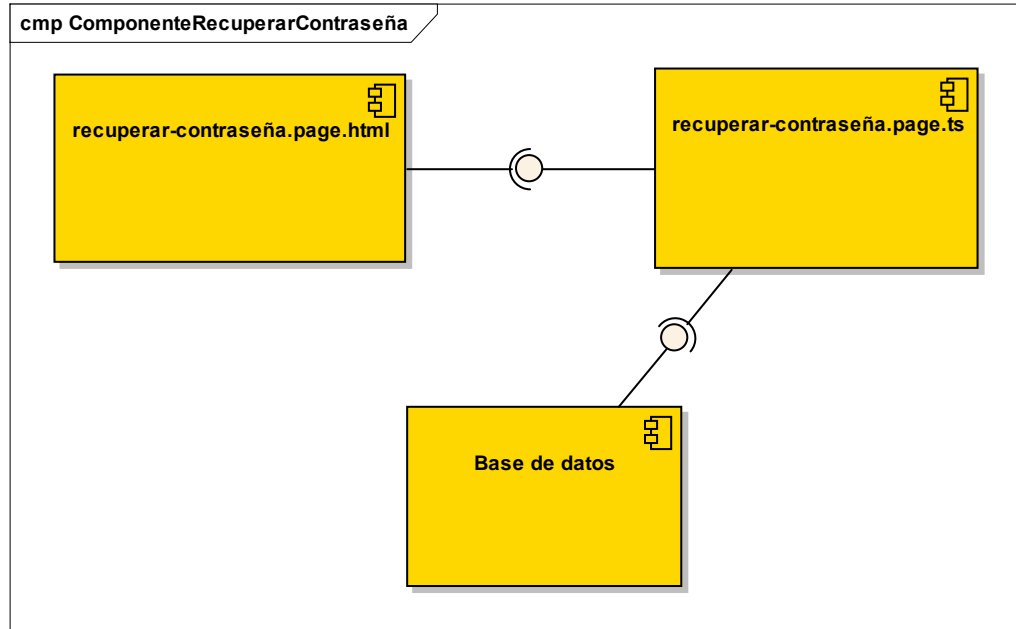 cmp ComponenteRecuperarContraseña
recuperar-contraseña.page.html
recuperar-contraseña.page.ts
Base de datos